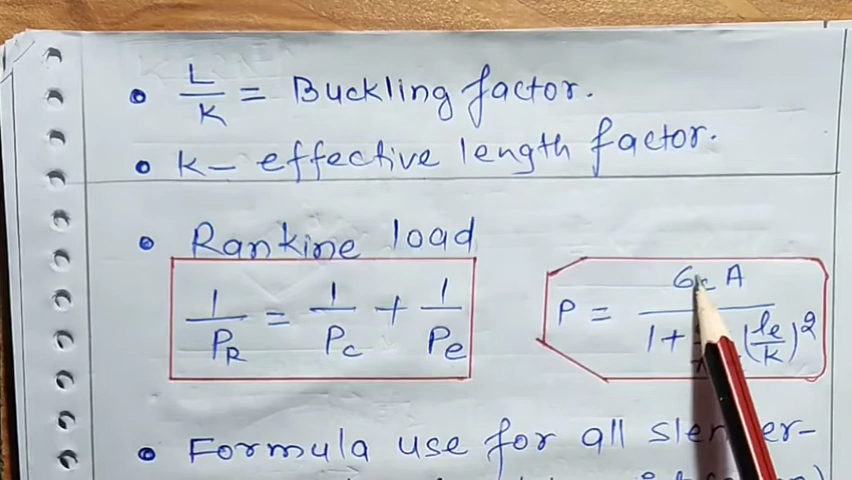 • L/K = Buckling factor.
• K – effective length factor.
• Rankine load
1/PR = 1/Pc + 1/Pe
P = σc A / 1 + (le/k)²
• Formula use for all